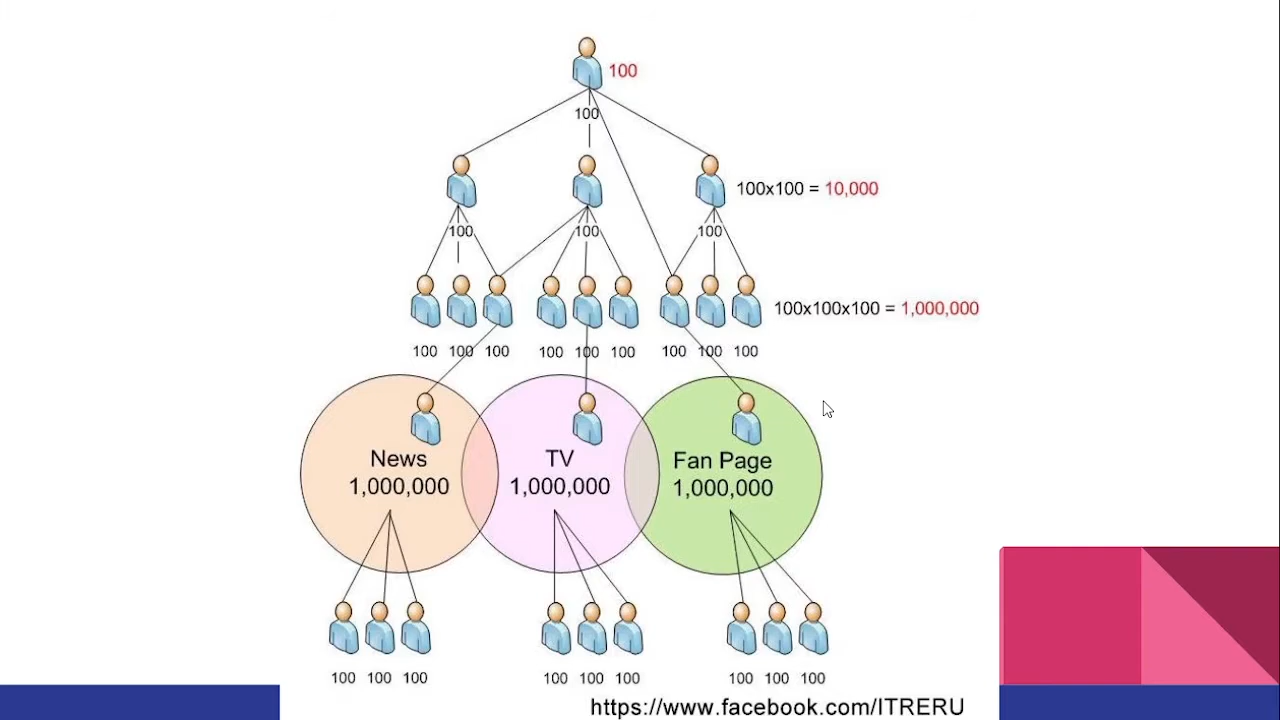 100
100
100x100 = 10,000
100 100 100
100x100x100 = 1,000,000
100 100 100 100 100 100 100 100 100
News
1,000,000
TV
1,000,000
Fan Page
1,000,000
100 100 100 100 100 100 100 100 100
https://www.facebook.com/ITRERU